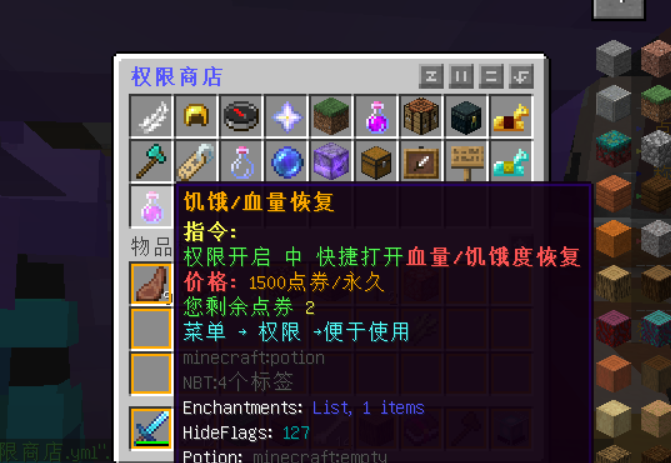 权限商店
饥饿/血量恢复
指令:
权限开启 中 快捷打开血量/饥饿度恢复
价格: 1500点券/永久
您剩余点券 2
菜单 → 权限 →便于使用
物品
minecraft:potion
NBT:4个标签
Enchantments: List, 1 items
HideFlags: 127
限商店.yml".
Potion: minecraft:empty